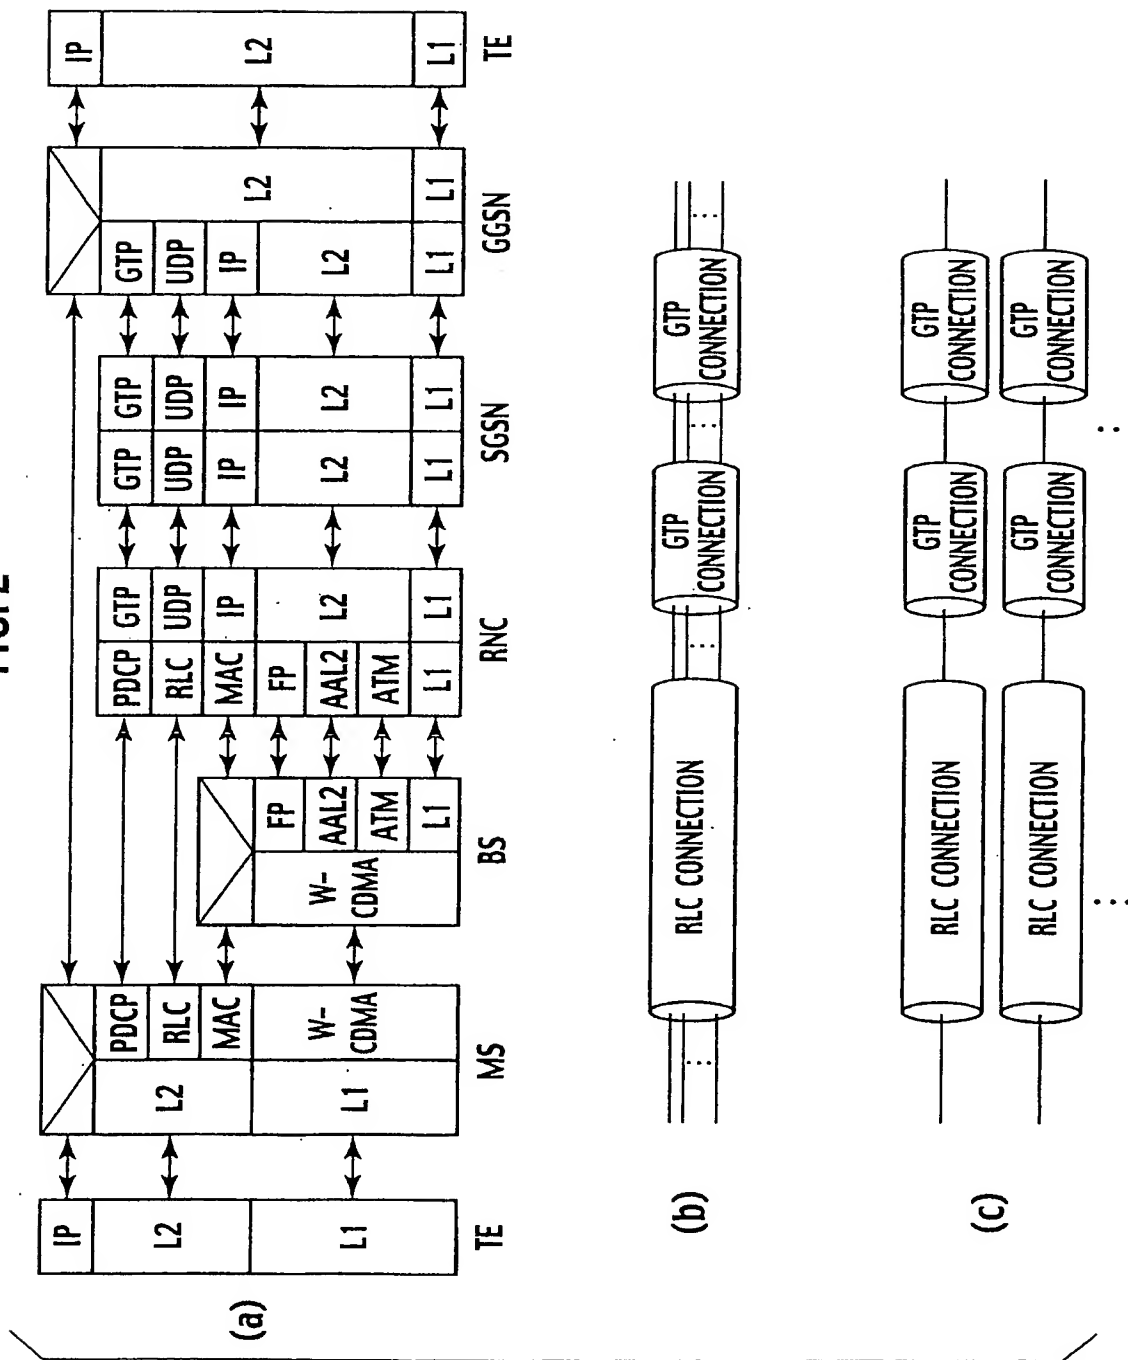 (a)
IP
L2
L1
TE
L2
L1
PDCP
RLC
MAC
W-
CDMA
MS
W-
CDMA
FP
AAL2
ATM
L1
BS
PDCP
RLC
MAC
FP
AAL2
ATM
L1
GTP
UDP
IP
L2
L1
RNC
GTP
UDP
IP
L2
L1
GTP
UDP
IP
L2
L1
SGSN
GTP
UDP
IP
L2
L1
L2
L1
GGSN
IP
L2
L1
TE
(b)
RLC CONNECTION
GTP
CONNECTION
GTP
CONNECTION
(c)
RLC CONNECTION
GTP
CONNECTION
GTP
CONNECTION
RLC CONNECTION
GTP
CONNECTION
GTP
CONNECTION